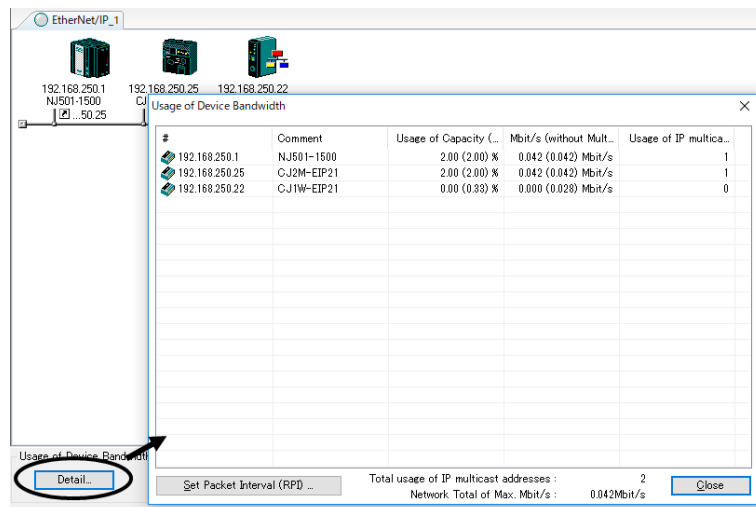 EtherNet/IP_1
192.168.250.1 192.168.250.25 192.168.250.22
NJ501-1500 CJ
...50.25
Usage of Device Bandwidth
# Comment Usage of Capacity (... Mbit/s (without Mult... Usage of IP multica...
192.168.250.1 NJ501-1500 2.00 (2.00) % 0.042 (0.042) Mbit/s 1
192.168.250.25 CJ2M-EIP21 2.00 (2.00) % 0.042 (0.042) Mbit/s 1
192.168.250.22 CJ1W-EIP21 0.00 (0.33) % 0.000 (0.028) Mbit/s 0
Usage of Device Bandwidth
Detail...
Set Packet Interval (RPI) ...
Total usage of IP multicast addresses : 2
Network Total of Max. Mbit/s : 0.042Mbit/s
Close